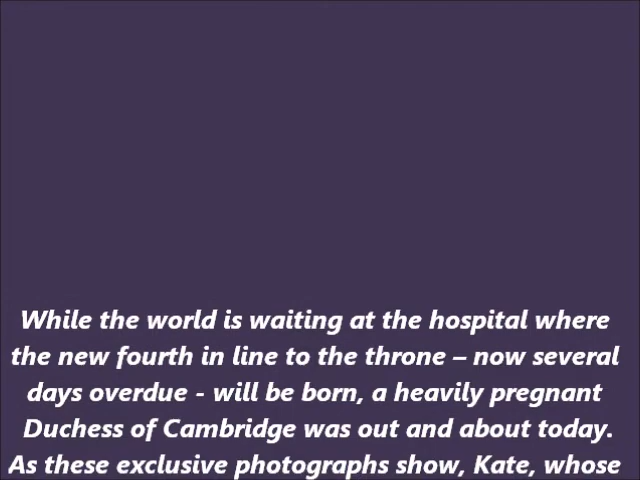 While the world is waiting at the hospital where
the new fourth in line to the throne – now several
days overdue - will be born, a heavily pregnant
Duchess of Cambridge was out and about today.
As these exclusive photographs show, Kate, whose